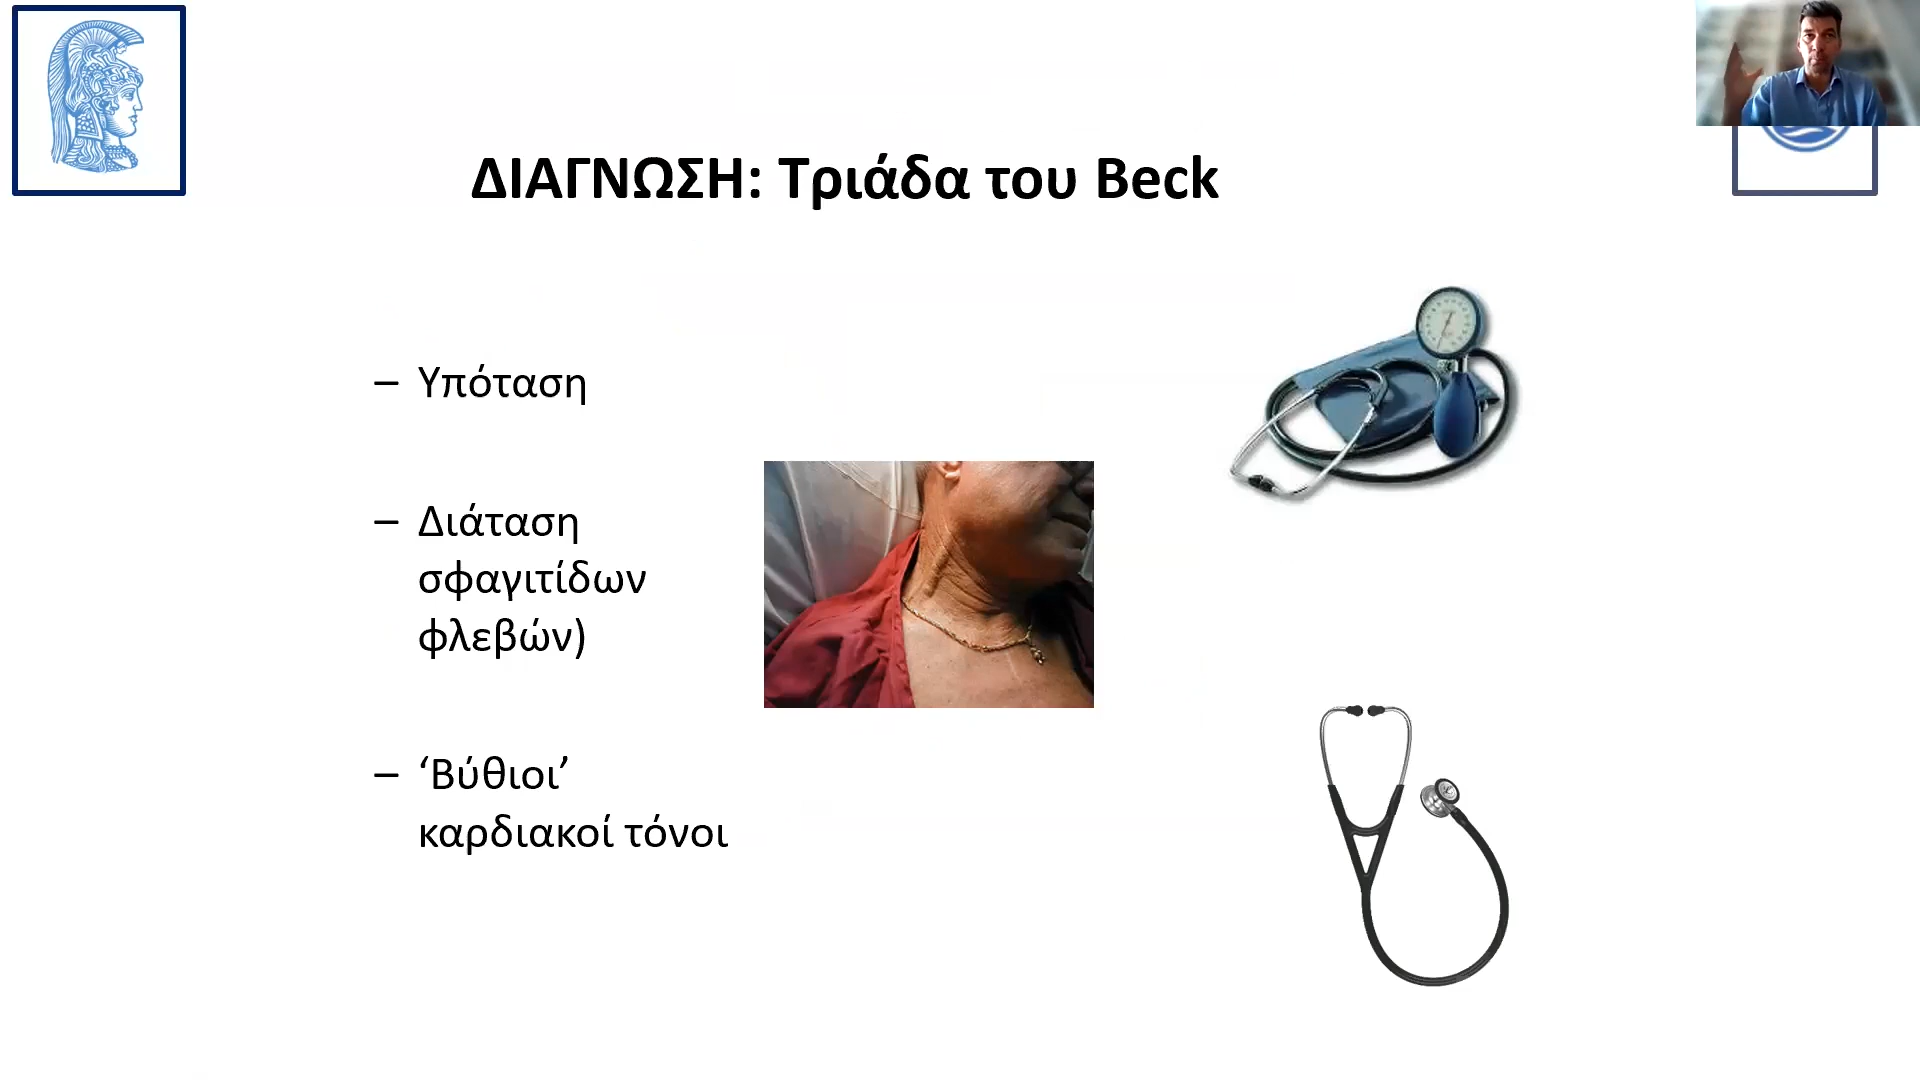 ΔΙΑΓΝΩΣΗ: Τριάδα του Beck
– Υπόταση
– Διάταση
σφαγιτίδων
φλεβών)
– ‘Βύθιοι’
καρδιακοί τόνοι